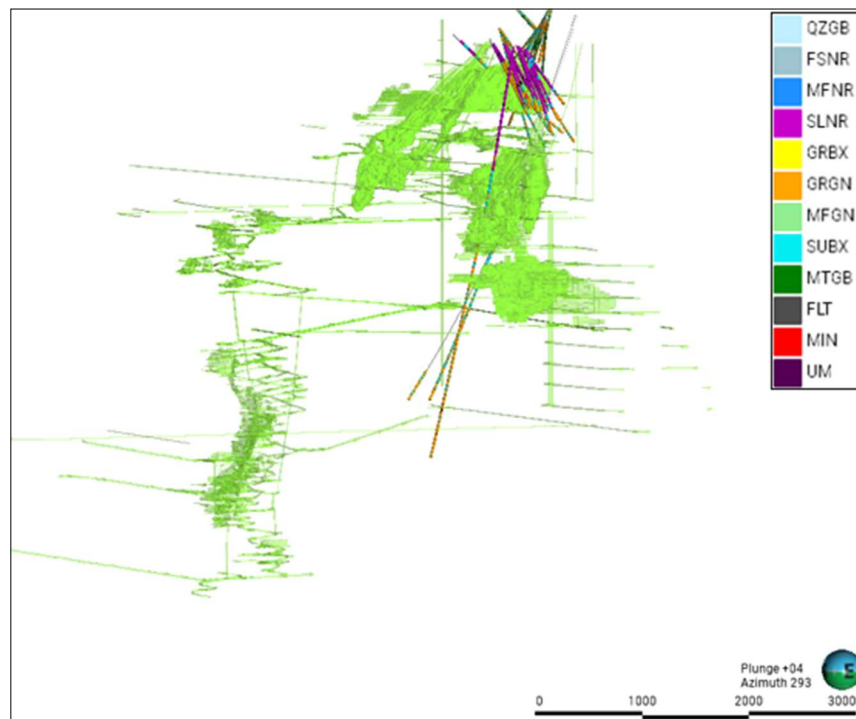 QZGB
FSNR
MFNR
SLNR
GRBX
GRGN
MFGN
SUBX
MTGB
FLT
MIN
UM
Plunge +04
Azimuth 293
S
0 1000 2000 3000